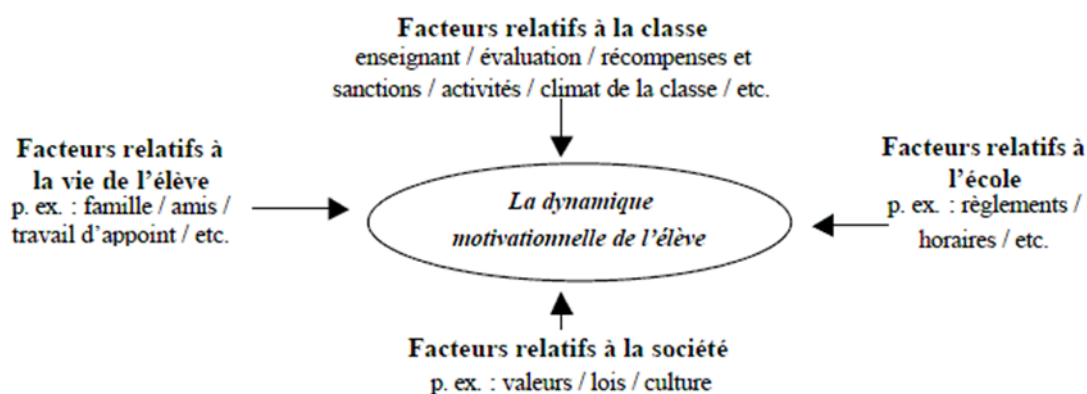 Facteurs relatifs à la classe
enseignant / évaluation / récompenses et
sanctions / activités / climat de la classe / etc.
Facteurs relatifs à
la vie de l’élève
p. ex. : famille / amis /
travail d’appoint / etc.
La dynamique
motivationnelle de l’élève
Facteurs relatifs à
l’école
p. ex. : règlements /
horaires / etc.
Facteurs relatifs à la société
p. ex. : valeurs / lois / culture